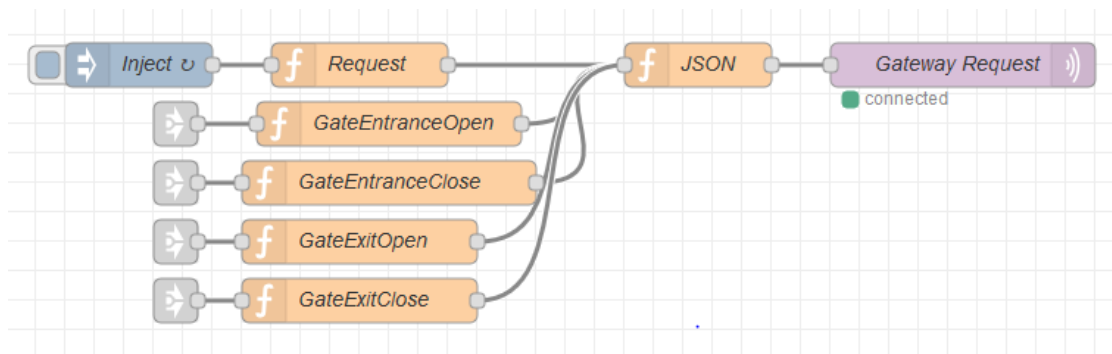 Inject ↻
Request
JSON
Gateway Request
connected
GateEntranceOpen
GateEntranceClose
GateExitOpen
GateExitClose